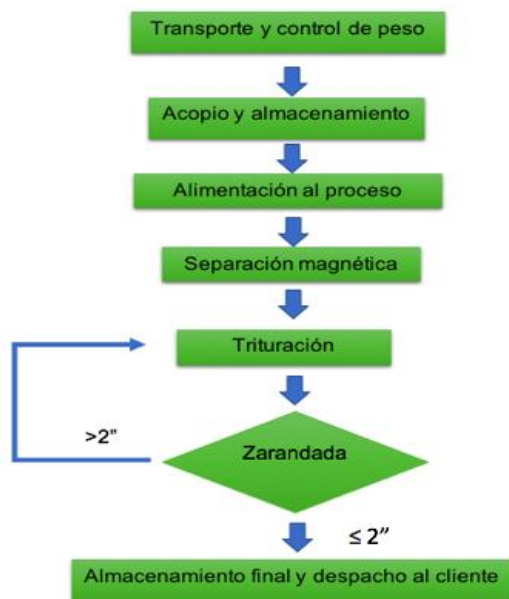 Transporte y control de peso
Acopio y almacenamiento
Alimentación al proceso
Separación magnética
Trituración
>2”
Zarandada
≤ 2”
Almacenamiento final y despacho al cliente